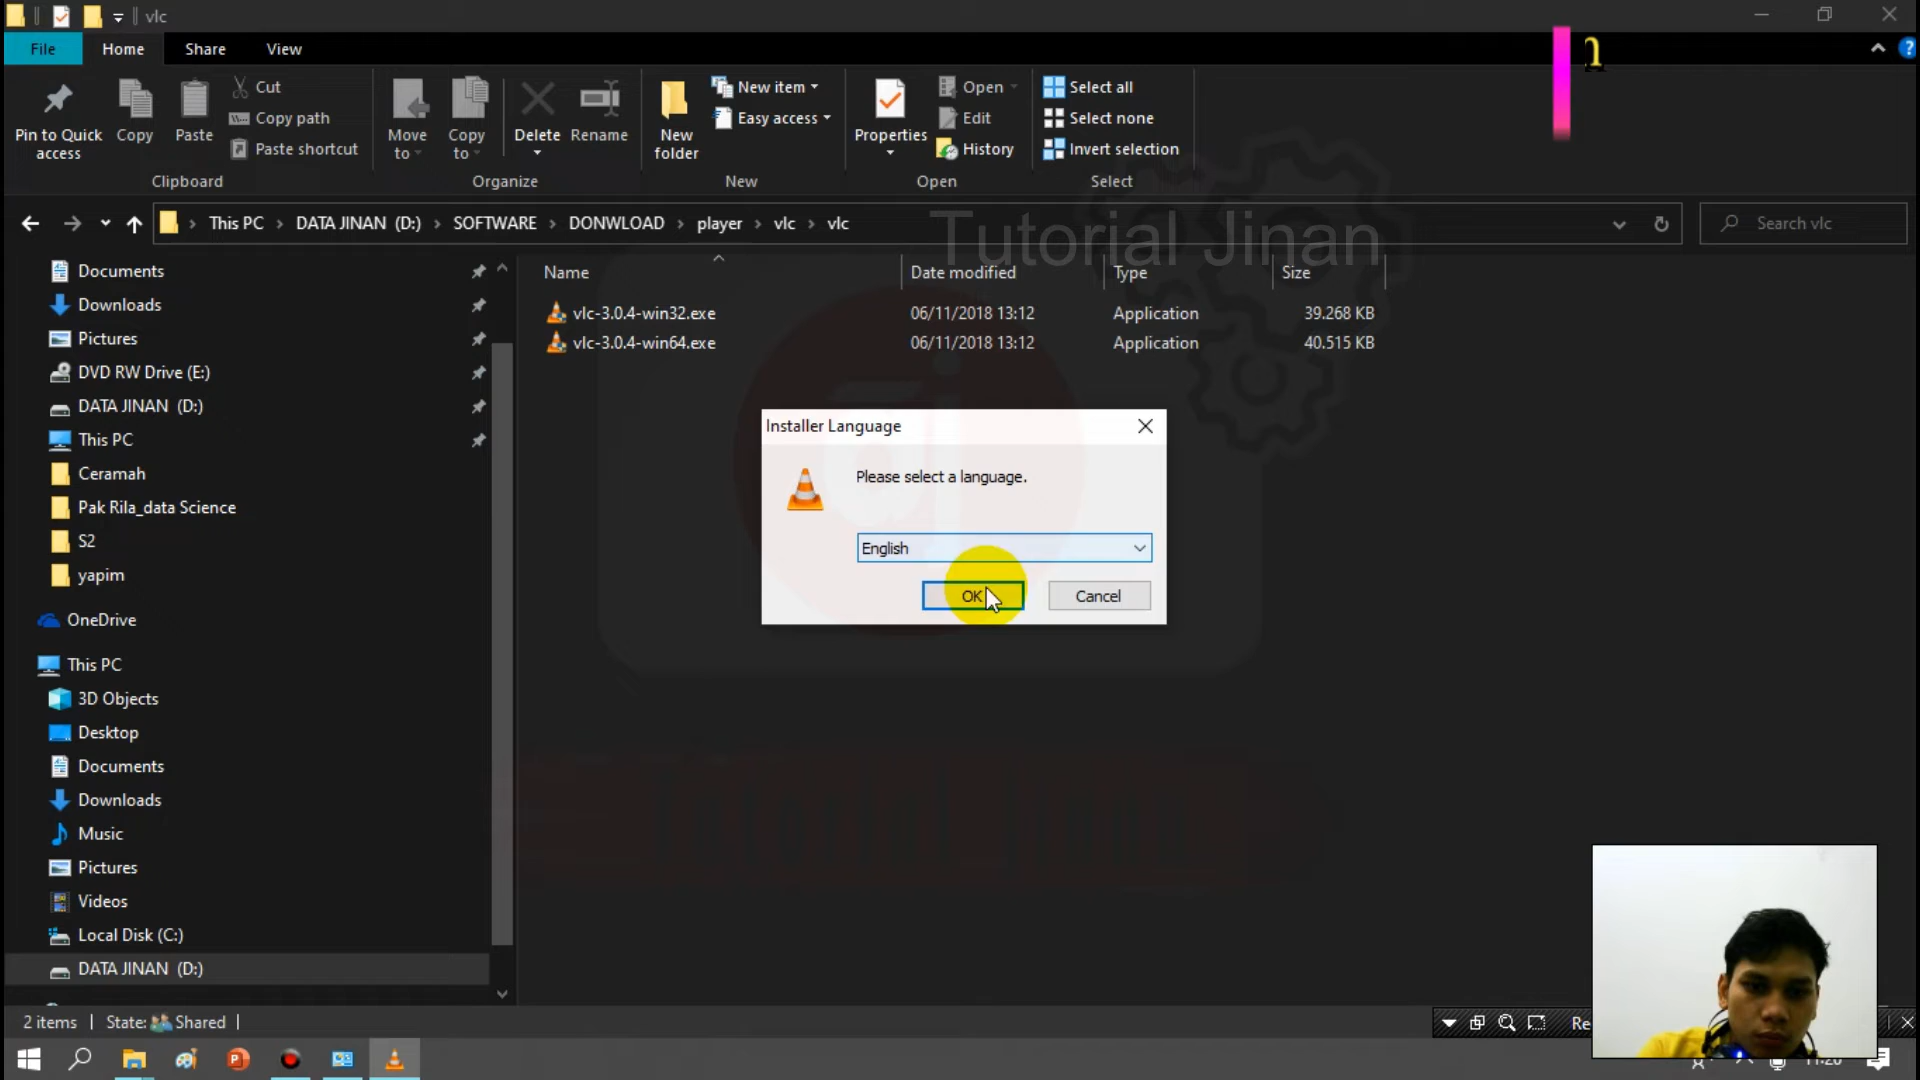 vlc
File Home Share View
Pin to Quick access
Copy
Paste
Cut
Copy path
Paste shortcut
Clipboard
Move to
Copy to
Delete
Rename
Organize
New folder
New item
Easy access
New
Properties
Open
Edit
History
Open
Select all
Select none
Invert selection
Select
This PC > DATA JINAN (D:) > SOFTWARE > DONWLOAD > player > vlc > vlc
Search vlc
Tutorial Jinan
Name Date modified Type Size
vlc-3.0.4-win32.exe 06/11/2018 13:12 Application 39.268 KB
vlc-3.0.4-win64.exe 06/11/2018 13:12 Application 40.515 KB
Documents
Downloads
Pictures
DVD RW Drive (E:)
DATA JINAN (D:)
This PC
Ceramah
Pak Rila_data Science
S2
yapim
OneDrive
This PC
3D Objects
Desktop
Documents
Downloads
Music
Pictures
Videos
Local Disk (C:)
DATA JINAN (D:)
Installer Language
Please select a language.
English
OK
Cancel
Tutorial Jinan
2 items State: Shared
Re